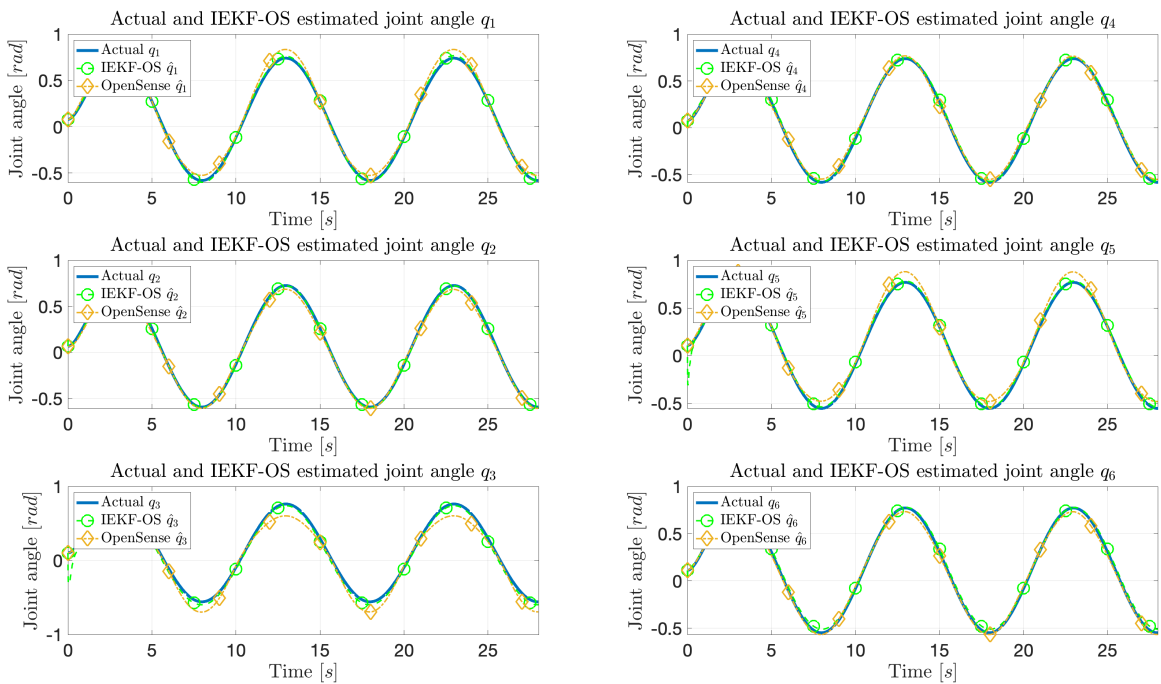 Actual and IEKF-OS estimated joint angle q₁
Joint angle [rad]
1
0.5
0
-0.5
Actual q₁
IEKF-OS q̂₁
OpenSense q̂₁
0 5 10 15 20 25
Time [s]
Actual and IEKF-OS estimated joint angle q₄
Joint angle [rad]
1
0.5
0
-0.5
Actual q₄
IEKF-OS q̂₄
OpenSense q̂₄
0 5 10 15 20 25
Time [s]
Actual and IEKF-OS estimated joint angle q₂
Joint angle [rad]
1
0.5
0
-0.5
Actual q₂
IEKF-OS q̂₂
OpenSense q̂₂
0 5 10 15 20 25
Time [s]
Actual and IEKF-OS estimated joint angle q₅
Joint angle [rad]
1
0.5
0
-0.5
Actual q₅
IEKF-OS q̂₅
OpenSense q̂₅
0 5 10 15 20 25
Time [s]
Actual and IEKF-OS estimated joint angle q₃
Joint angle [rad]
1
0
-1
Actual q₃
IEKF-OS q̂₃
OpenSense q̂₃
0 5 10 15 20 25
Time [s]
Actual and IEKF-OS estimated joint angle q₆
Joint angle [rad]
1
0.5
0
-0.5
Actual q₆
IEKF-OS q̂₆
OpenSense q̂₆
0 5 10 15 20 25
Time [s]